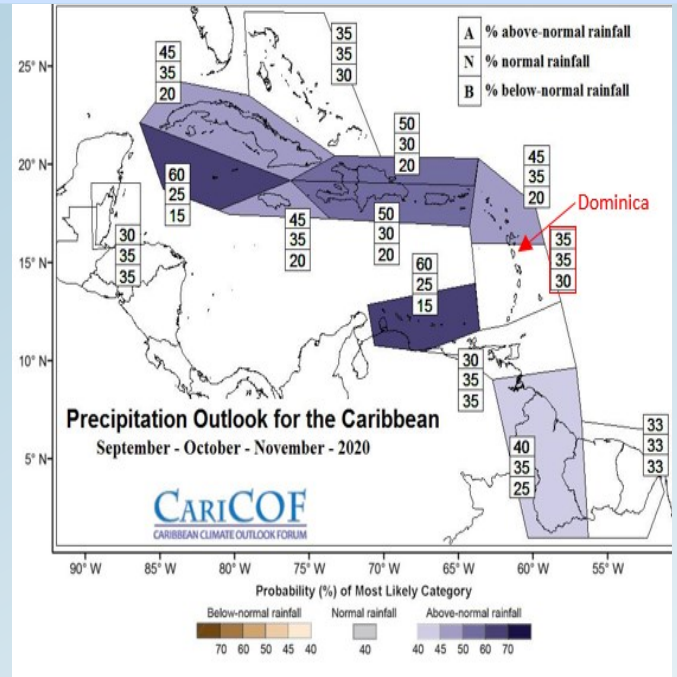 A % above-normal rainfall
N % normal rainfall
B % below-normal rainfall
25° N
20° N
15° N
10° N
5° N
35
35
30
45
35
20
50
30
20
45
35
20
60
25
15
Dominica
45
35
20
50
30
20
30
35
35
35
35
30
60
25
15
30
35
35
40
35
25
33
33
33
Precipitation Outlook for the Caribbean
September - October - November - 2020
CARICOF
CARIBBEAN CLIMATE OUTLOOK FORUM
90° W 85° W 80° W 75° W 70° W 65° W 60° W 55° W
Probability (%) of Most Likely Category
Below-normal rainfall Normal rainfall Above-normal rainfall
70 60 50 45 40 40 40 45 50 60 70